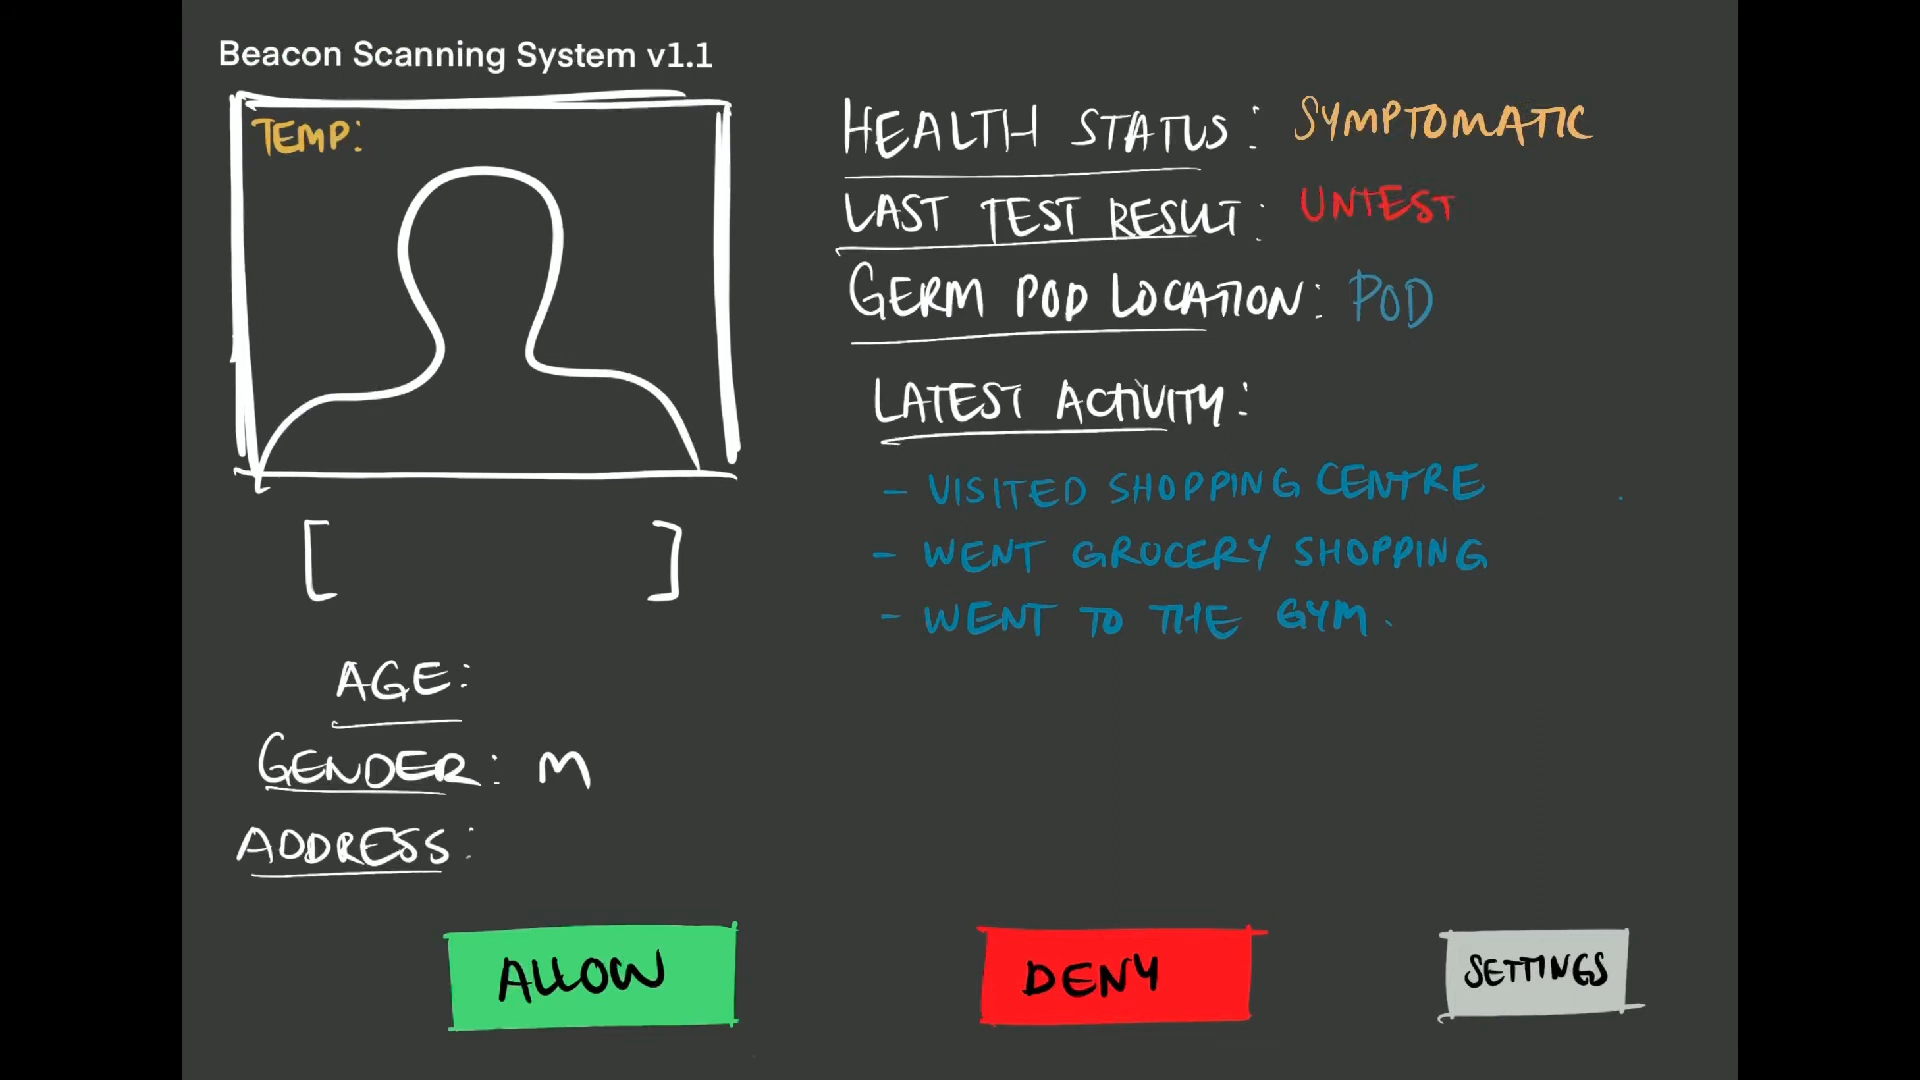 Beacon Scanning System v1.1
TEMP:
[ ]
AGE:
GENDER: M
ADDRESS:
HEALTH STATUS: SYMPTOMATIC
LAST TEST RESULT: UNTEST
GERM POD LOCATION: POD
LATEST ACTIVITY:
- VISITED SHOPPING CENTRE
- WENT GROCERY SHOPPING
- WENT TO THE GYM.
ALLOW
DENY
SETTINGS